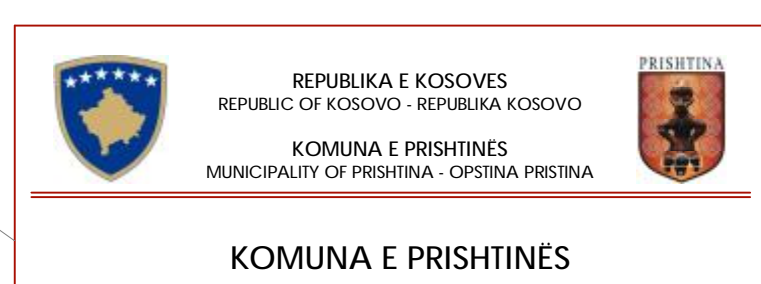 REPUBLIKA E KOSOVES
REPUBLIC OF KOSOVO - REPUBLIKA KOSOVO
PRISHTINA
KOMUNA E PRISHTINËS
MUNICIPALITY OF PRISHTINA - OPSTINA PRISTINA
KOMUNA E PRISHTINËS